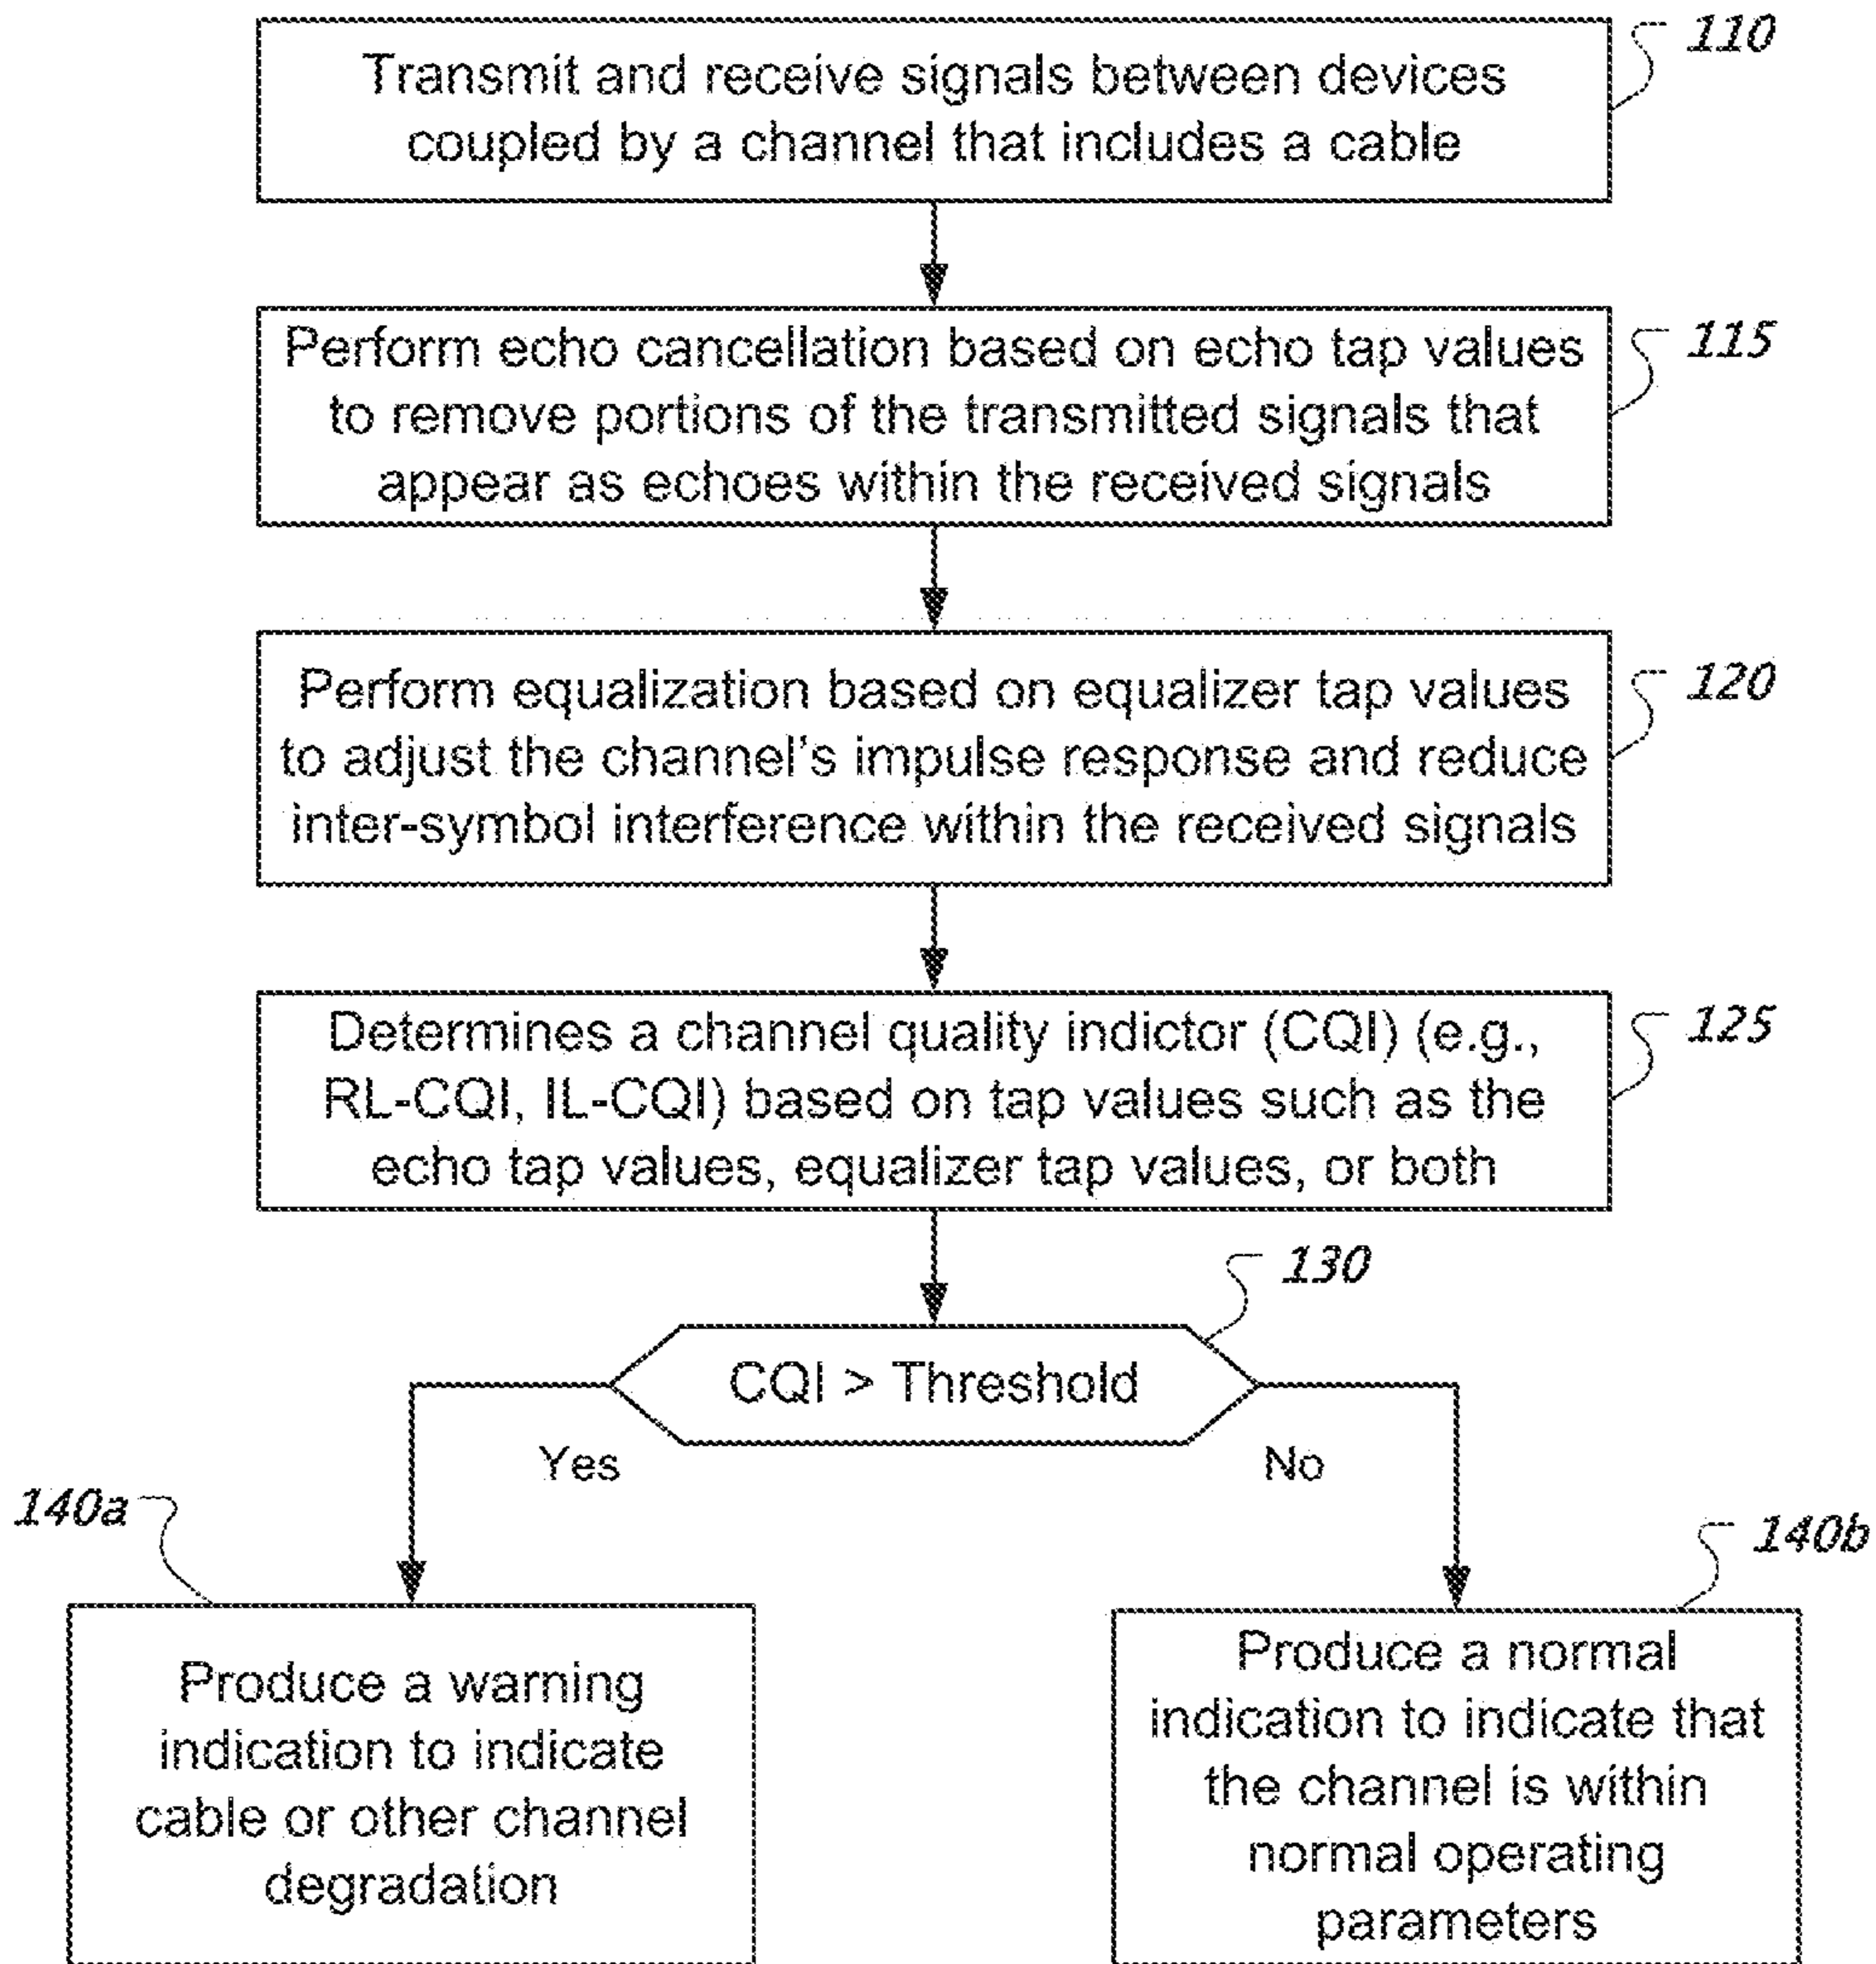 110
Transmit and receive signals between devices
coupled by a channel that includes a cable
115
Perform echo cancellation based on echo tap values
to remove portions of the transmitted signals that
appear as echoes within the received signals
120
Perform equalization based on equalizer tap values
to adjust the channel's impulse response and reduce
inter-symbol interference within the received signals
125
Determines a channel quality indictor (CQI) (e.g.,
RL-CQI, IL-CQI) based on tap values such as the
echo tap values, equalizer tap values, or both
130
CQI > Threshold
Yes
No
140a
Produce a warning
indication to indicate
cable or other channel
degradation
140b
Produce a normal
indication to indicate that
the channel is within
normal operating
parameters